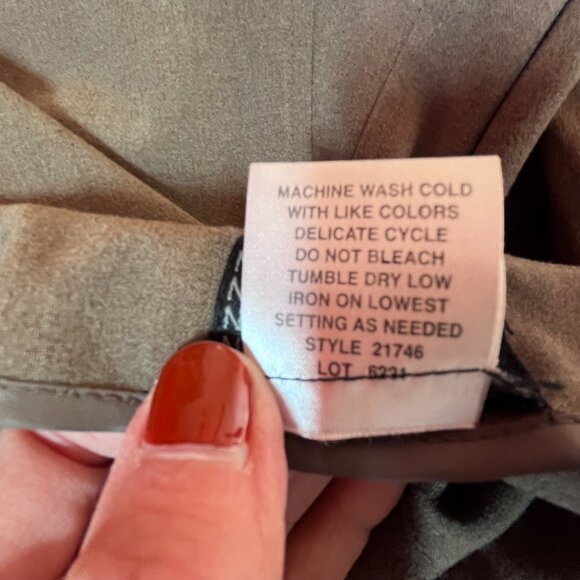 MACHINE WASH COLD
WITH LIKE COLORS
DELICATE CYCLE
DO NOT BLEACH
TUMBLE DRY LOW
IRON ON LOWEST
SETTING AS NEEDED
STYLE 21746
LOT